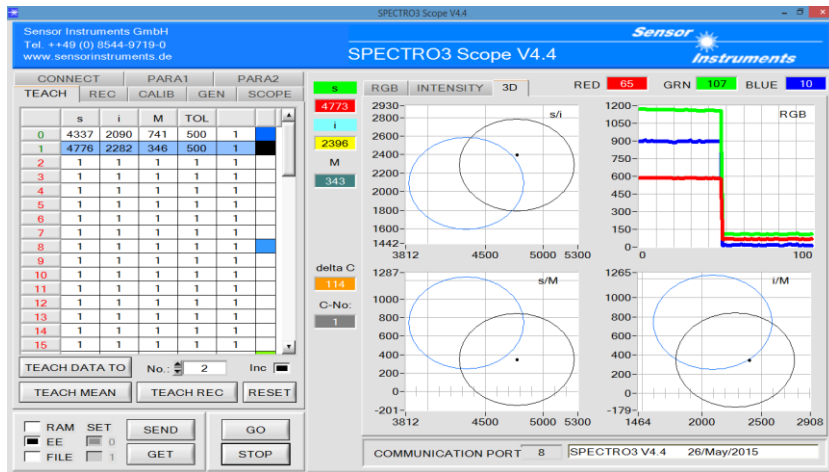 SPECTRO3 Scope V4.4
Sensor Instruments GmbH
Tel. ++49 (0) 8544-9719-0
www.sensorinstruments.de
SPECTRO3 Scope V4.4
Sensor
Instruments
CONNECT PARA1 PARA2
TEACH REC CALIB GEN SCOPE
s i M TOL
0 4337 2090 741 500 1
1 4776 2282 346 500 1
2 1 1 1 1 1
3 1 1 1 1 1
4 1 1 1 1 1
5 1 1 1 1 1
6 1 1 1 1 1
7 1 1 1 1 1
8 1 1 1 1 1
9 1 1 1 1 1
10 1 1 1 1 1
11 1 1 1 1 1
12 1 1 1 1 1
13 1 1 1 1 1
14 1 1 1 1 1
15 1 1 1 1 1
TEACH DATA TO No.: 2 Inc
TEACH MEAN TEACH REC RESET
RAM SET
EE 0
FILE 1
SEND GO
GET STOP
s
4773
i
2396
M
343
delta C
114
C-No:
1
RGB INTENSITY 3D
RED 65 GRN 107 BLUE 10
s/i
2930
2800
2600
2400
2200
2000
1800
1600
1442
3812 4500 5000 5300
RGB
1200
1050
900
750
600
450
300
150
0
0 100
s/M
1287
1000
800
600
400
200
0
-201
3812 4500 5000 5300
i/M
1265
1000
800
600
400
200
0
-179
1464 2000 2500 2908
COMMUNICATION PORT 8 SPECTRO3 V4.4 26/May/2015